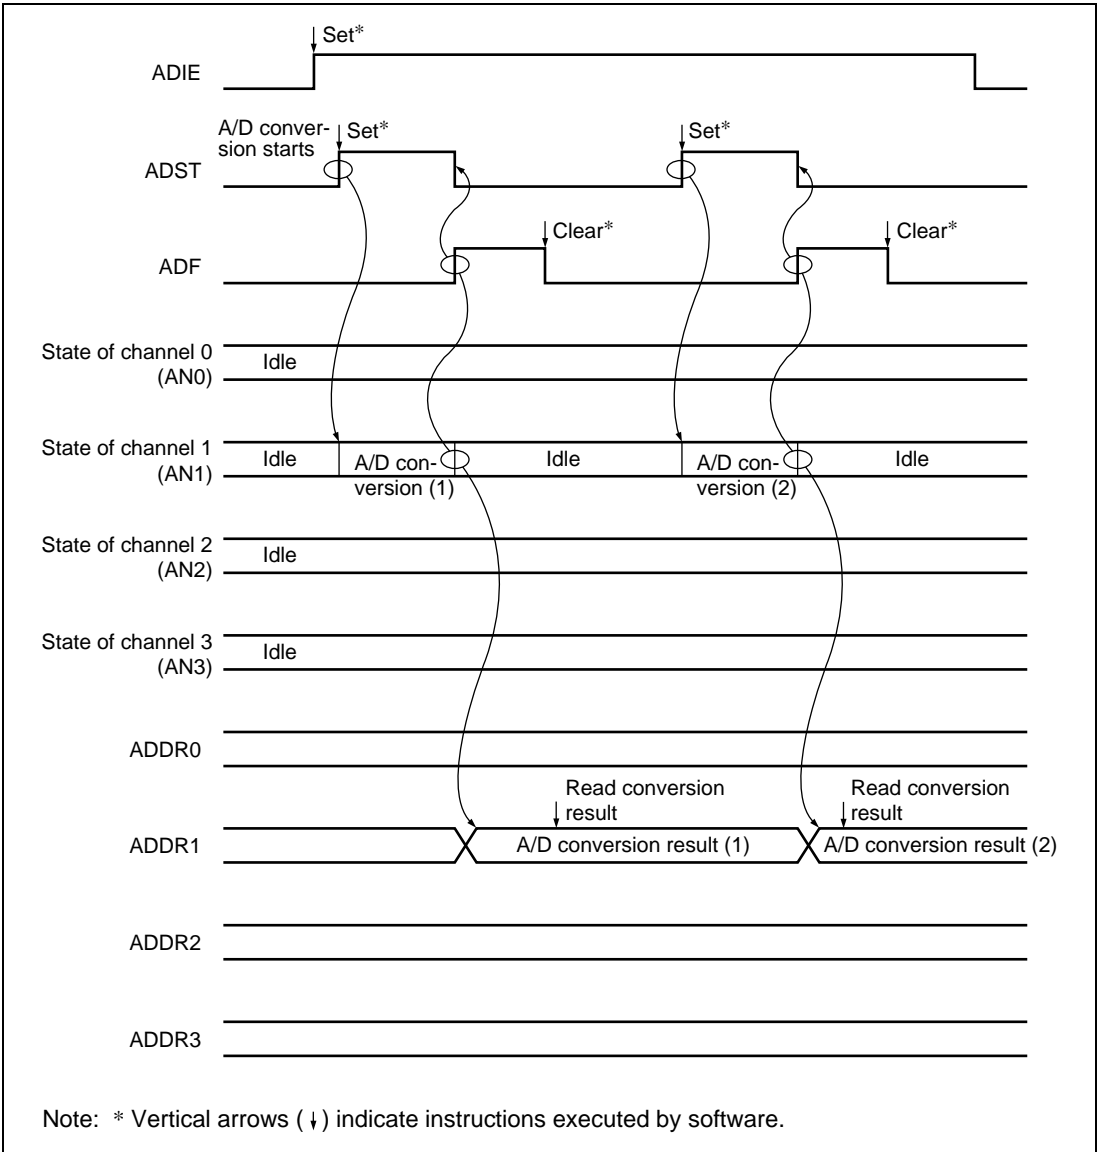 Set*
ADIE
A/D conver-
sion starts
Set*
Set*
ADST
Clear*
Clear*
ADF
State of channel 0
(AN0)
Idle
State of channel 1
(AN1)
Idle
A/D con-
version (1)
Idle
A/D con-
version (2)
Idle
State of channel 2
(AN2)
Idle
State of channel 3
(AN3)
Idle
ADDR0
Read conversion
result
Read conversion
result
ADDR1
A/D conversion result (1)
A/D conversion result (2)
ADDR2
ADDR3
Note: * Vertical arrows (↓) indicate instructions executed by software.